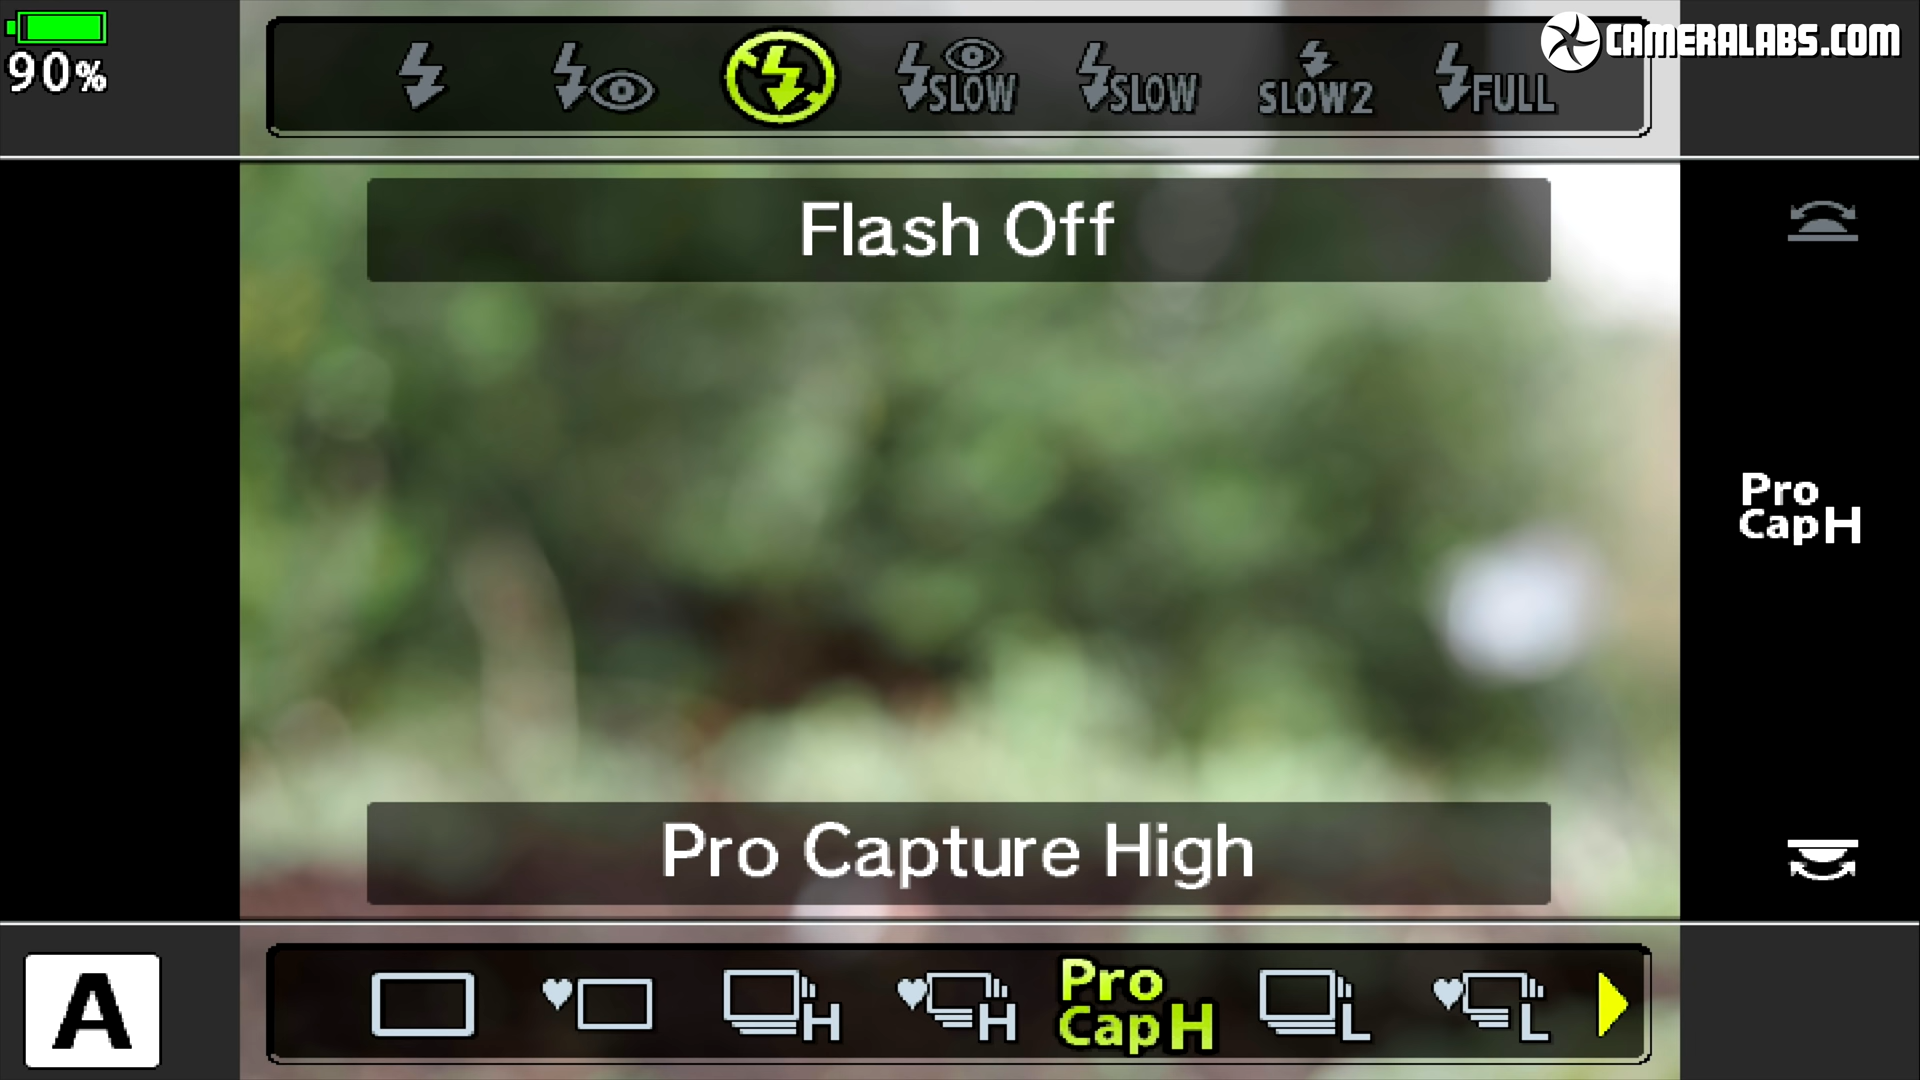 90%
SLOW
SLOW
SLOW2
FULL
CAMERALABS.COM
Flash Off
Pro
Cap H
Pro Capture High
A
H
H
Pro
Cap H
L
L